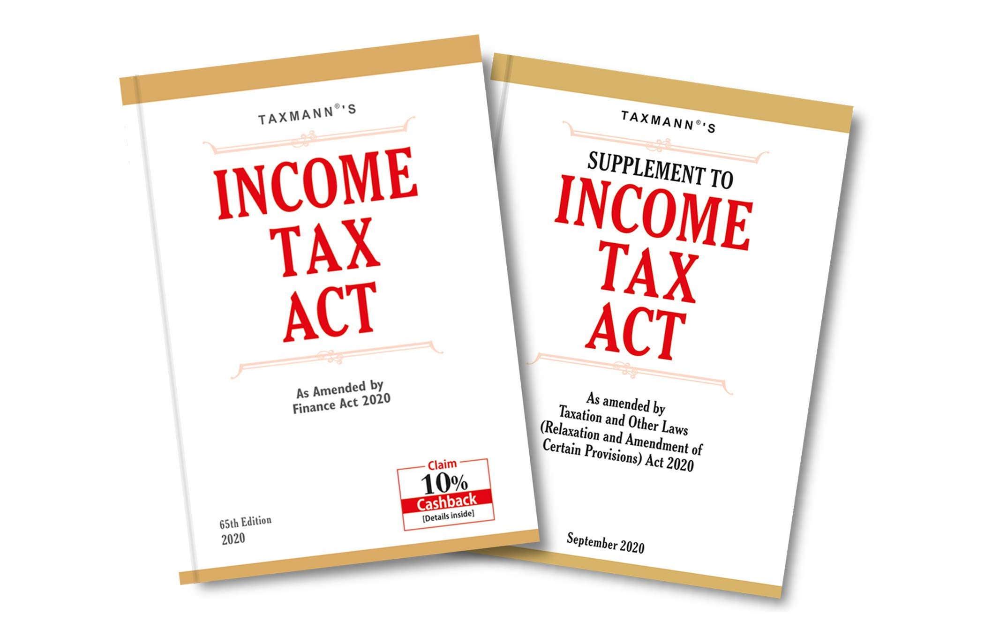 TAXMANN®'S
INCOME
TAX
ACT
As Amended by
Finance Act 2020
Claim
10%
Cashback
[Details inside]
65th Edition
2020
TAXMANN®'S
SUPPLEMENT TO
INCOME
TAX
ACT
As amended by
Taxation and Other Laws
(Relaxation and Amendment of
Certain Provisions) Act 2020
September 2020